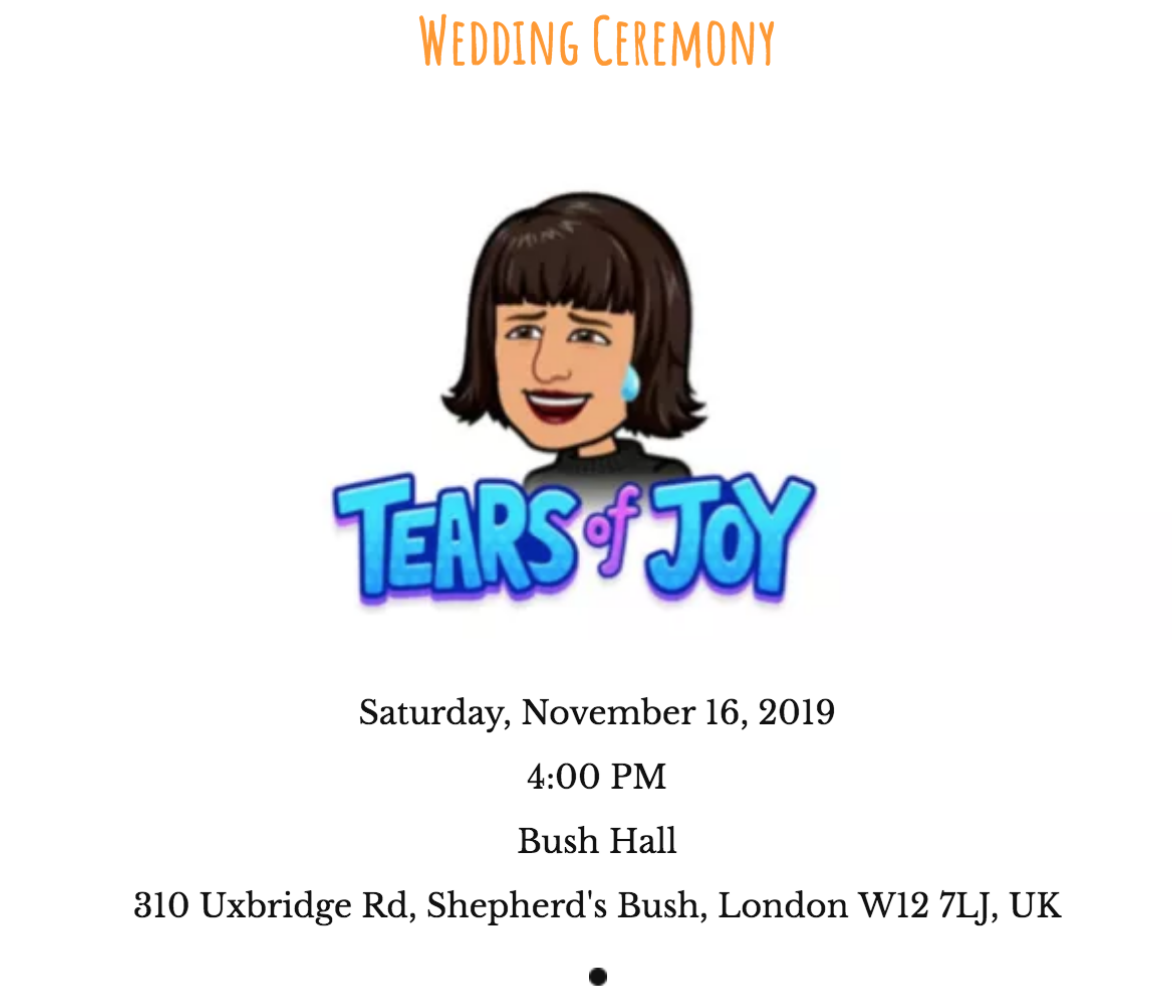 Wedding Ceremony
TEARS of JOY
Saturday, November 16, 2019
4:00 PM
Bush Hall
310 Uxbridge Rd, Shepherd's Bush, London W12 7LJ, UK